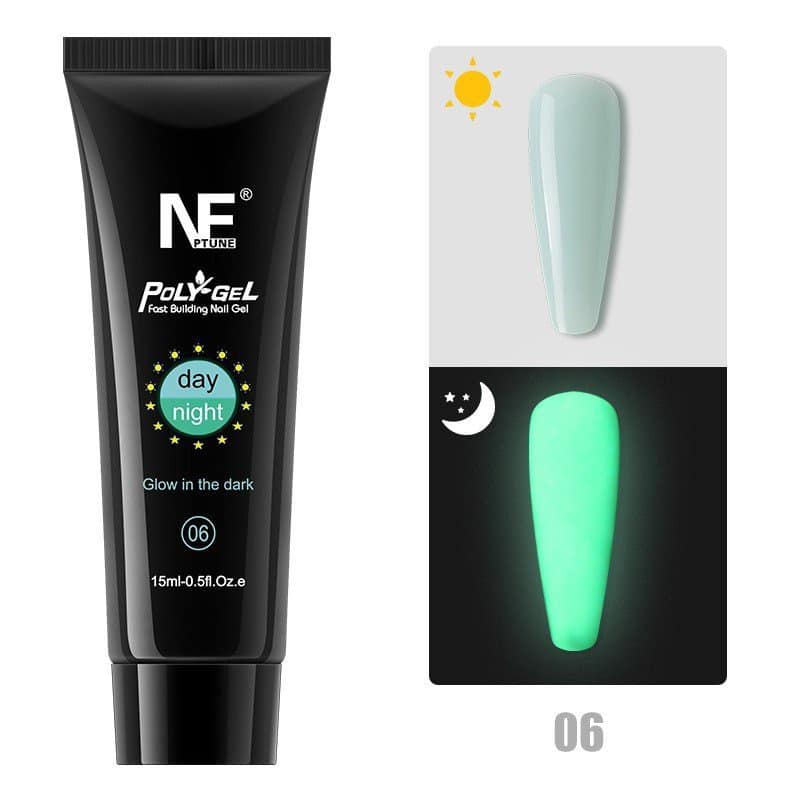 NF®
PTUNE
POLY-GEL
Fast Building Nail Gel
day
night
Glow in the dark
06
15ml-0.5fl.Oz.e
06